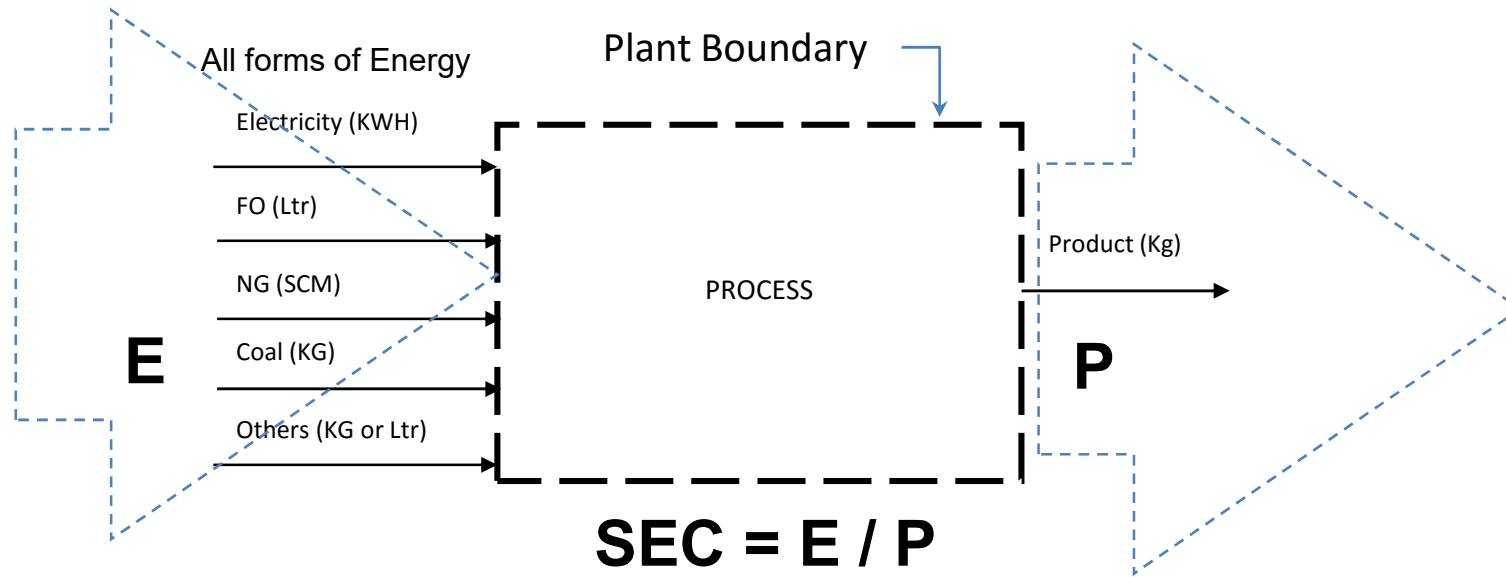 All forms of Energy
Plant Boundary
Electricity (KWH)
FO (Ltr)
NG (SCM)
Coal (KG)
Others (KG or Ltr)
E
PROCESS
Product (Kg)
P
SEC = E / P